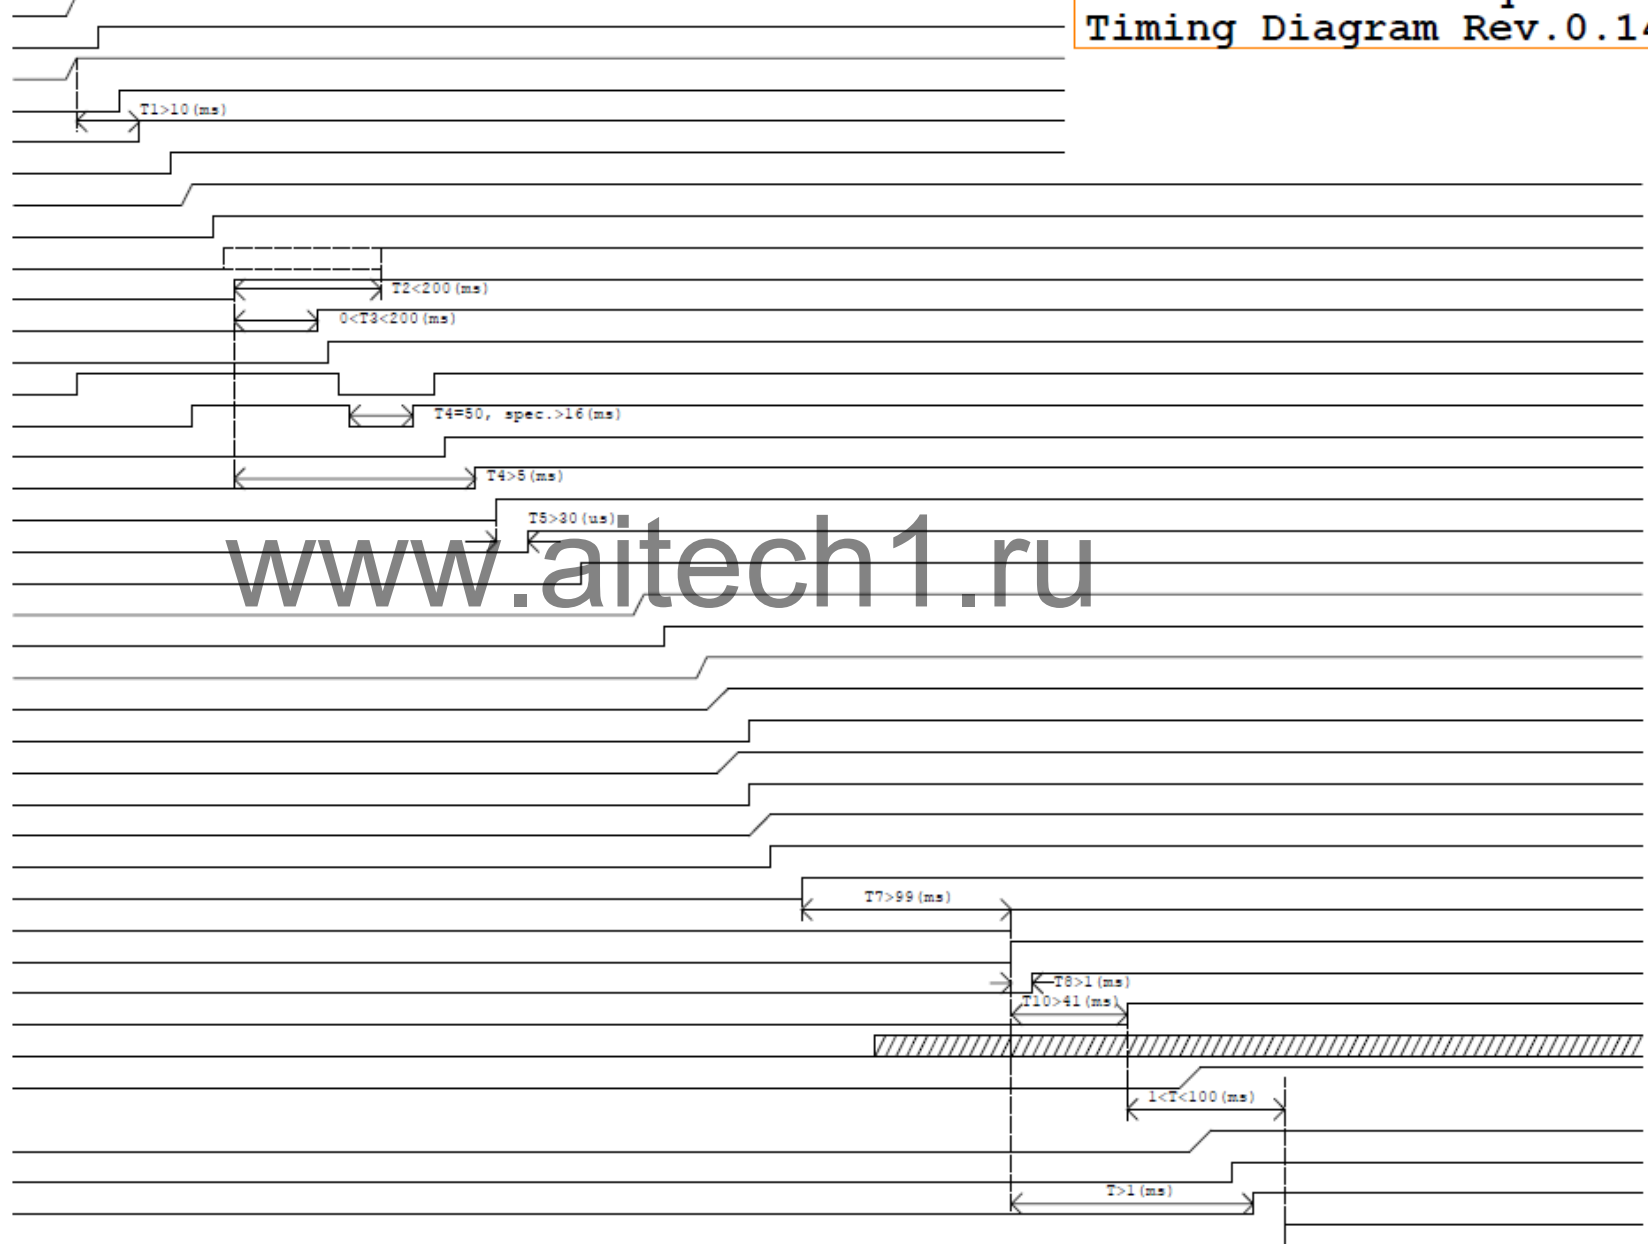 Timing Diagram Rev.0.14
T1>10(ms)
T2<200(ms)
0<T3<200(ms)
T4=50, spec.>16(ms)
T4>5(ms)
T5>30(us)
www.aitech1.ru
T7>99(ms)
T8>1(ms)
T10>41(ms)
1<T<100(ms)
T>1(ms)